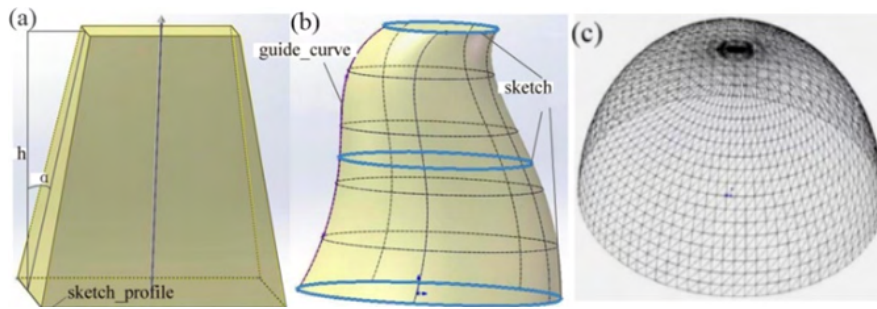 (a)
h
α
sketch_profile
(b)
guide_curve
sketch
(c)